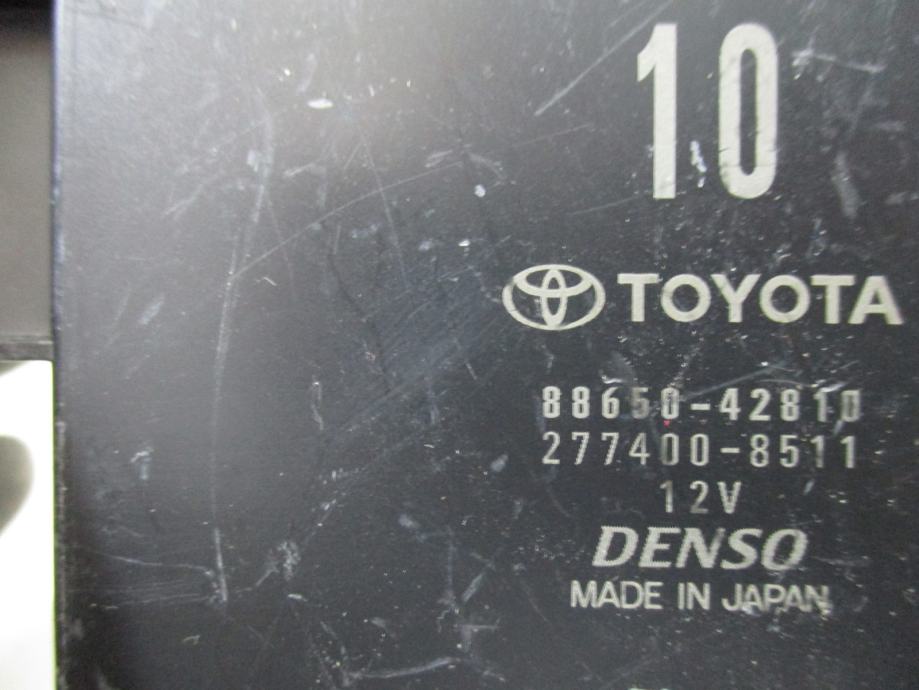 10
TOYOTA
88650-42810
277400-8511
12V
DENSO
MADE IN JAPAN